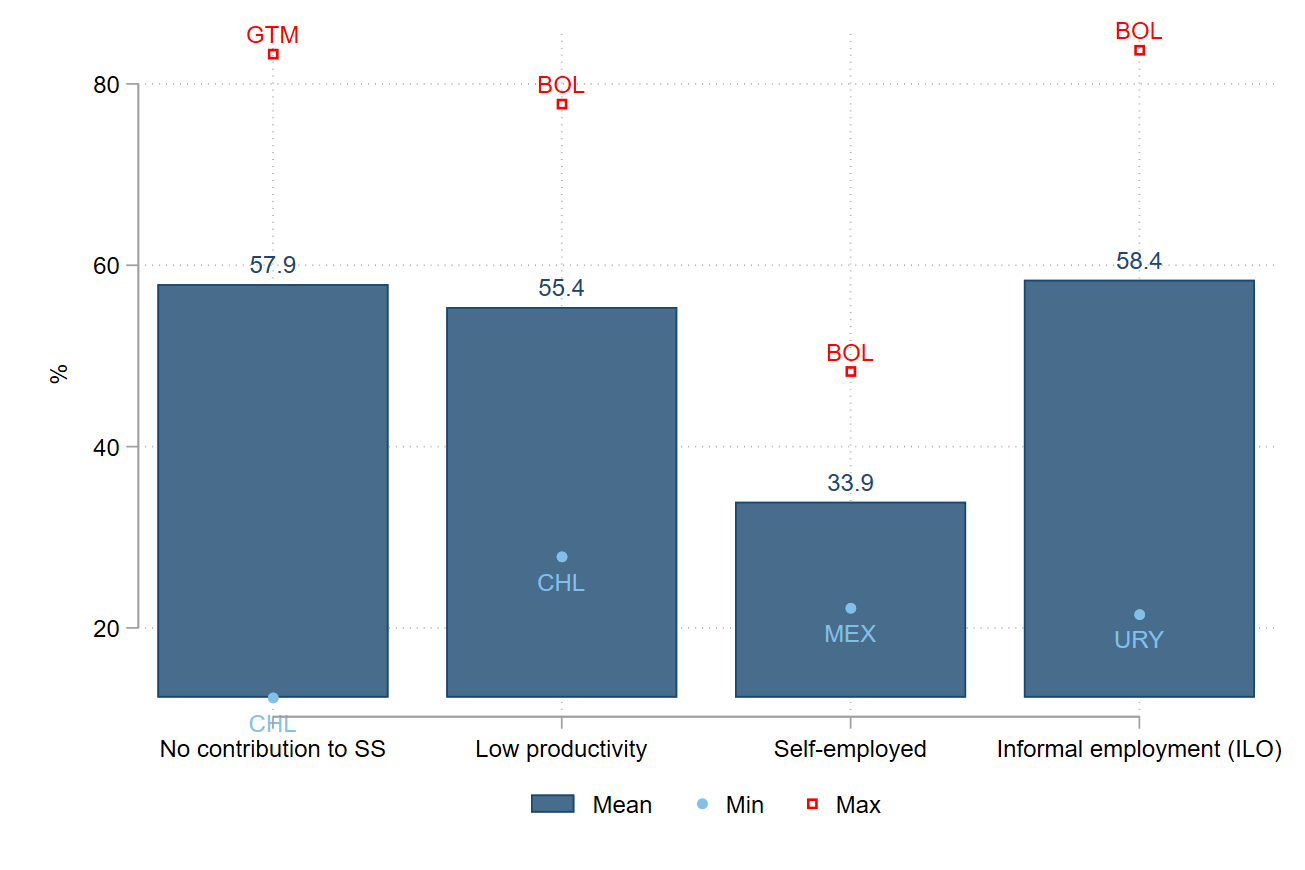 GTM
BOL
BOL
80
57.9
60
58.4
55.4
BOL
%
40
33.9
CHL
20
MEX
URY
CHL
No contribution to SS
Low productivity
Self-employed
Informal employment (ILO)
Mean
Min
Max